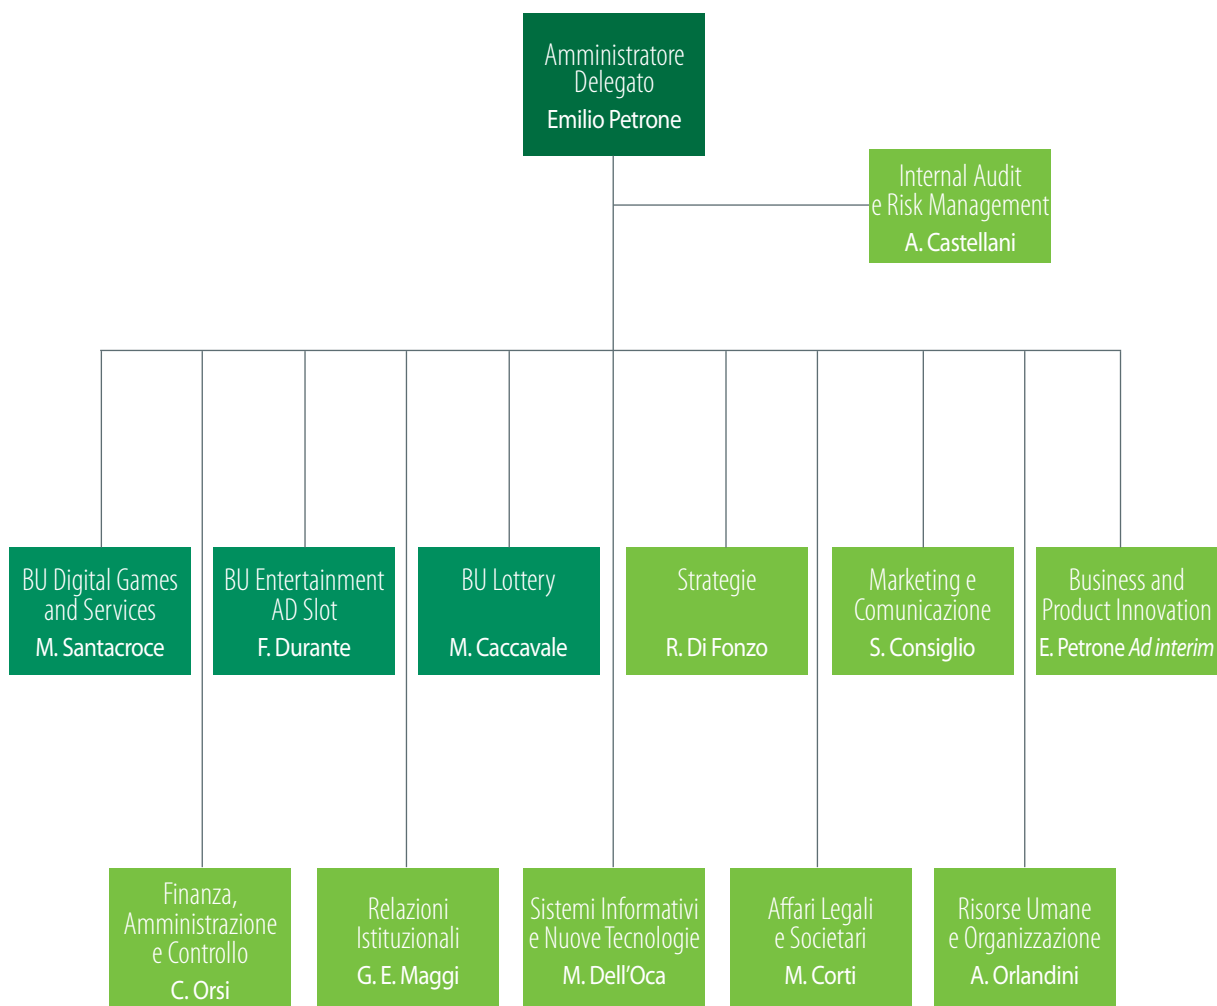 Amministratore
Delegato
Emilio Petrone
Internal Audit
e Risk Management
A. Castellani
BU Digital Games
and Services
M. Santacroce
BU Entertainment
AD Slot
F. Durante
BU Lottery
M. Caccavale
Strategie
R. Di Fonzo
Marketing e
Comunicazione
S. Consiglio
Business and
Product Innovation
E. Petrone Ad interim
Finanza,
Amministrazione
e Controllo
C. Orsi
Relazioni
Istituzionali
G. E. Maggi
Sistemi Informativi
e Nuove Tecnologie
M. Dell’Oca
Affari Legali
e Societari
M. Corti
Risorse Umane
e Organizzazione
A. Orlandini